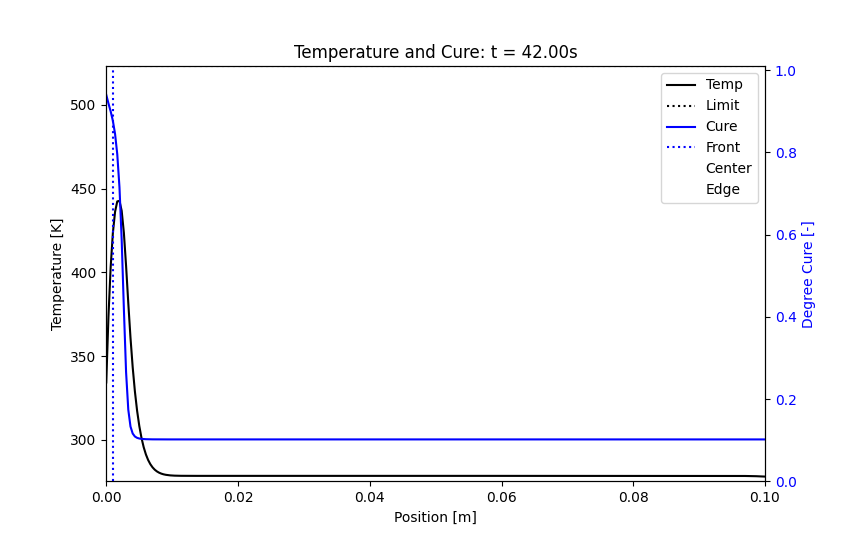 Temperature and Cure: t = 42.00s
Temp
Limit
Cure
Front
Center
Edge
500
450
400
350
300
Temperature [K]
1.0
0.8
0.6
0.4
0.2
0.0
Degree Cure [-]
0.00
0.02
0.04
0.06
0.08
0.10
Position [m]